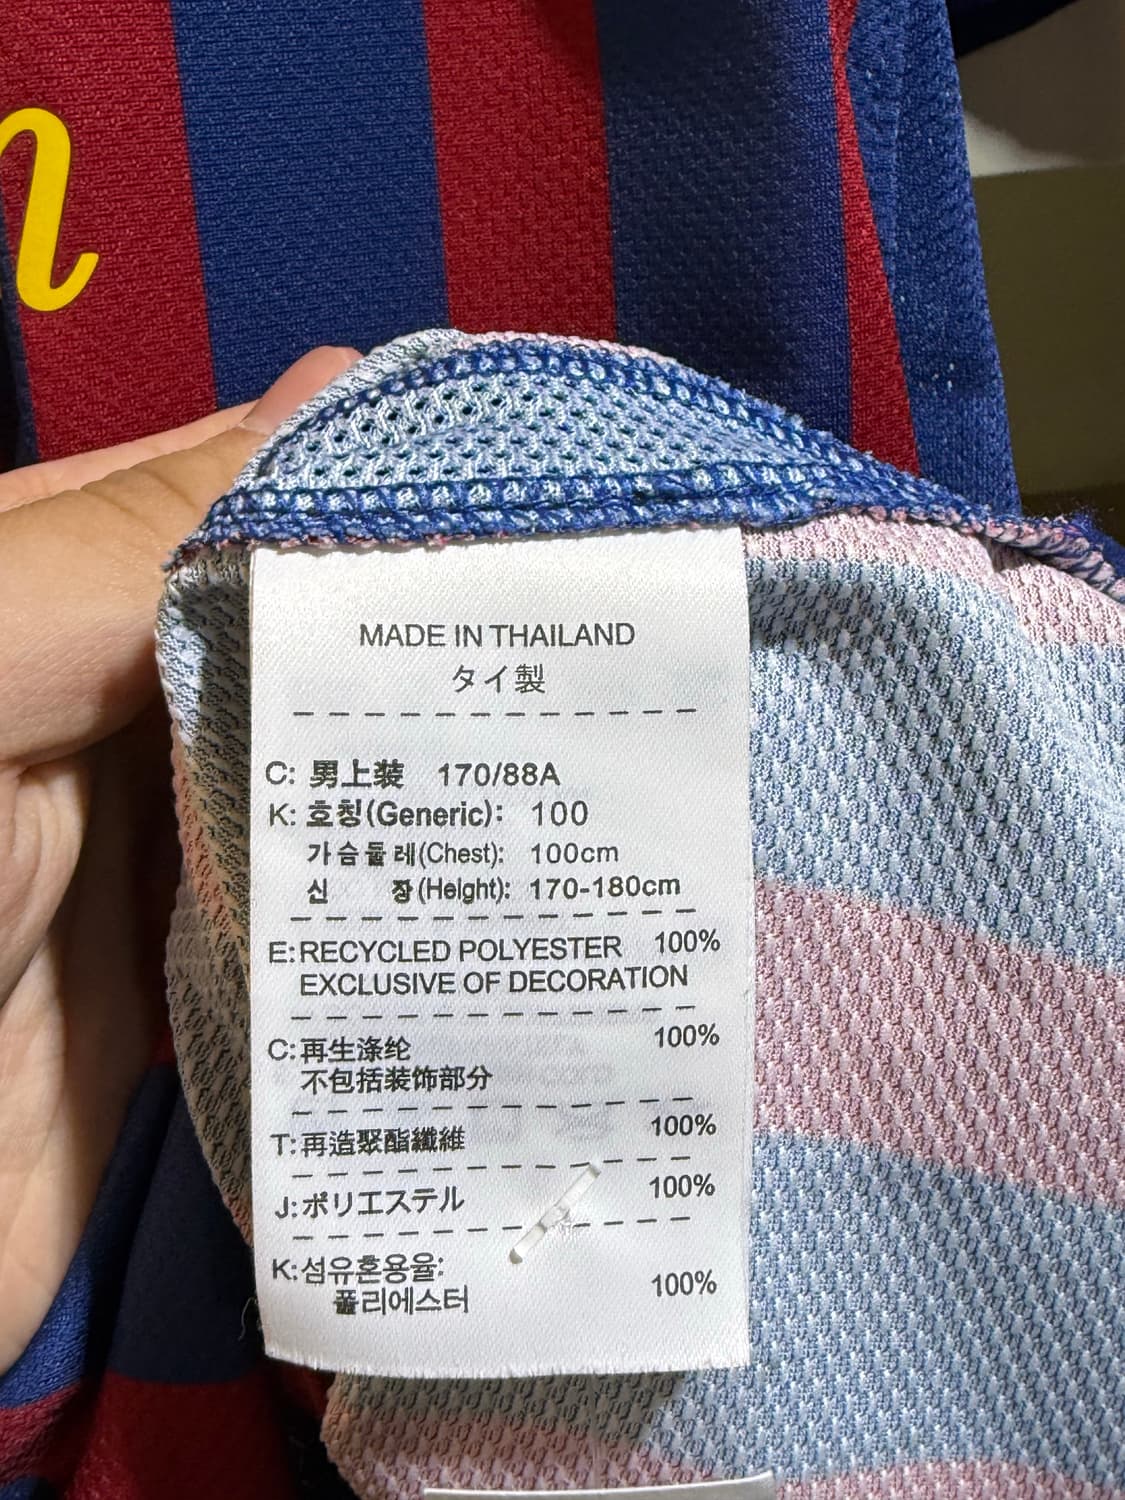 n
MADE IN THAILAND
タイ製
C: 男上装 170/88A
K: 호칭(Generic): 100
가슴둘레(Chest): 100cm
신 장(Height): 170-180cm
E: RECYCLED POLYESTER 100%
EXCLUSIVE OF DECORATION
C: 再生涤纶 100%
不包括装饰部分
T: 再造聚酯纖維 100%
J: ポリエステル 100%
K: 섬유혼용율:
폴리에스터 100%